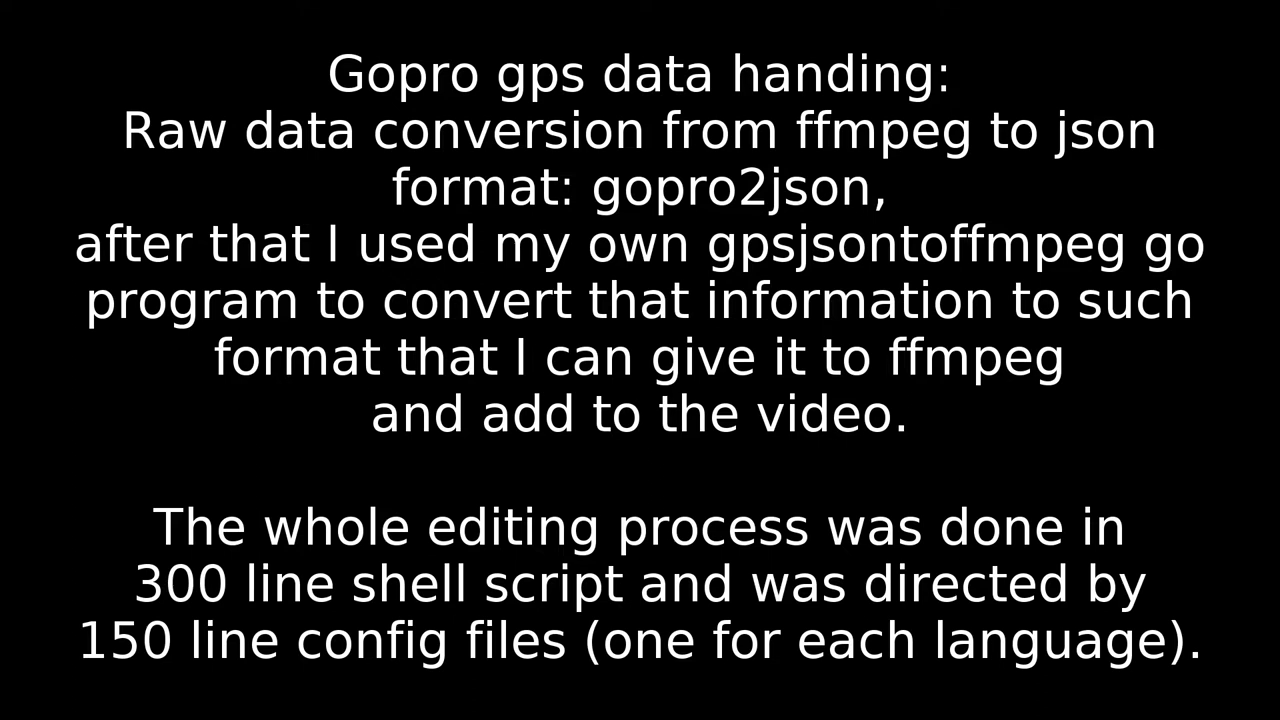 Gopro gps data handing:
Raw data conversion from ffmpeg to json
format: gopro2json,
after that I used my own gpsjsontoffmpeg go
program to convert that information to such
format that I can give it to ffmpeg
and add to the video.
The whole editing process was done in
300 line shell script and was directed by
150 line config files (one for each language).